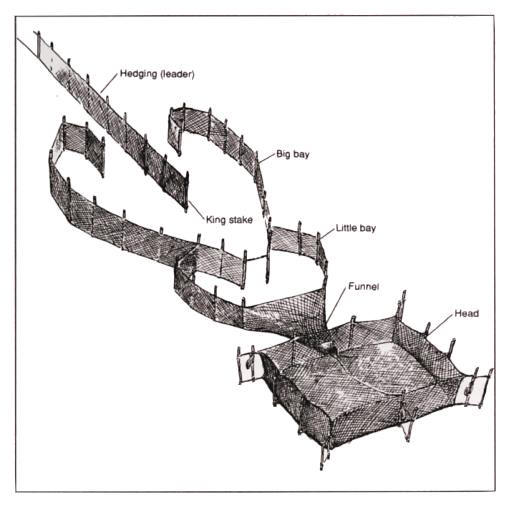 Hedging (leader)
Big bay
King stake
Little bay
Funnel
Head